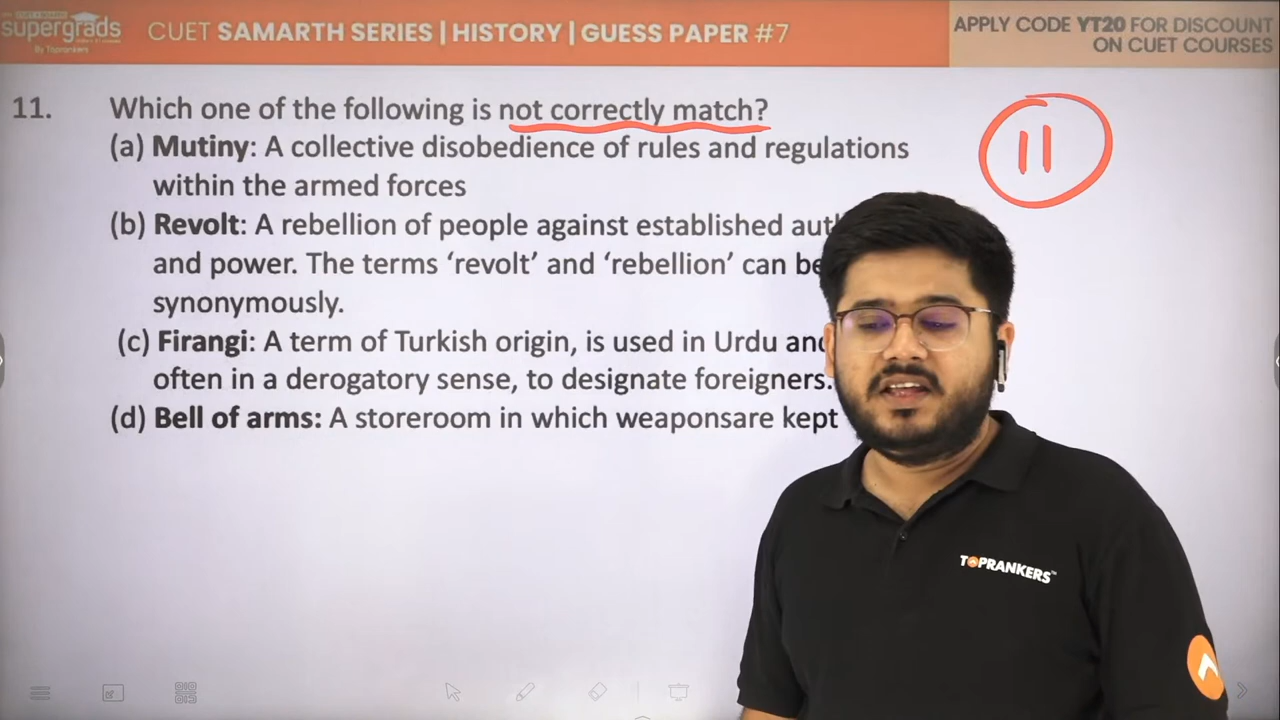 supergrads
By Toprankers
CUET SAMARTH SERIES | HISTORY | GUESS PAPER #7
APPLY CODE YT20 FOR DISCOUNT
ON CUET COURSES
11. Which one of the following is not correctly match?
11
(a) Mutiny: A collective disobedience of rules and regulations
within the armed forces
(b) Revolt: A rebellion of people against established
and power. The terms ‘revolt’ and ‘rebellion’ can be
synonymously.
(c) Firangi: A term of Turkish origin, is used in Urdu and
often in a derogatory sense, to designate foreigners.
(d) Bell of arms: A storeroom in which weaponsare kept
TOPRANKERS